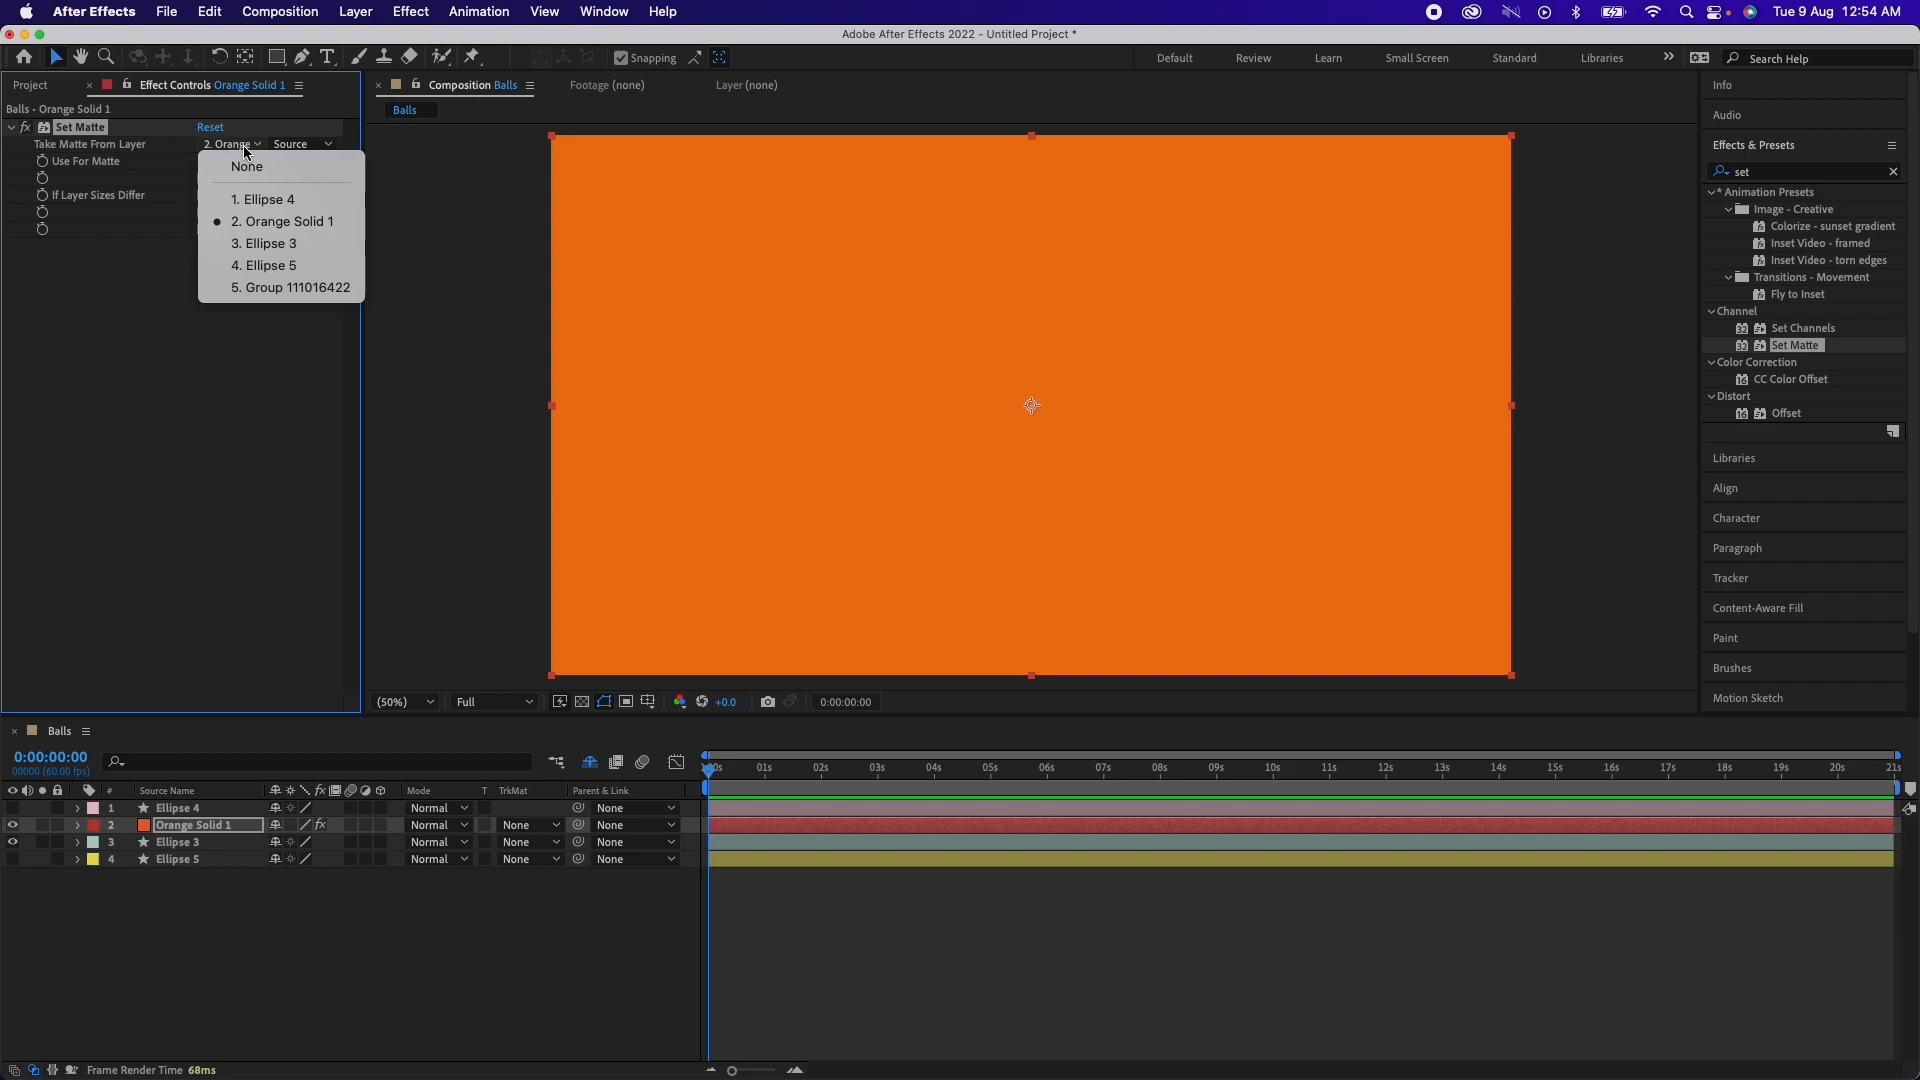 After Effects File Edit Composition Layer Effect Animation View Window Help Tue 9 Aug 12:54 AM
Adobe After Effects 2022 - Untitled Project *
Snapping Default Review Learn Small Screen Standard Libraries Search Help
Project Effect Controls Orange Solid 1 Composition Balls Footage (none) Layer (none) Info
Balls • Orange Solid 1 Balls
Set Matte Reset Audio
Take Matte From Layer 2. Orange Source Effects & Presets
Use For Matte None set
1. Ellipse 4 * Animation Presets
If Layer Sizes Differ 2. Orange Solid 1 Image - Creative
3. Ellipse 3 Colorize - sunset gradient
4. Ellipse 5 Inset Video - framed
5. Group 111016422 Inset Video - torn edges
Transitions - Movement
Fly to Inset
Channel
32 Set Channels
32 Set Matte
Color Correction
16 CC Color Offset
Distort
16 Offset
Libraries
Align
Character
Paragraph
Tracker
Content-Aware Fill
Paint
Brushes
(50%) Full +0.0 0:00:00:00 Motion Sketch
Balls
0:00:00:00
00000 (60.00 fps) 01s 02s 03s 04s 05s 06s 07s 08s 09s 10s 11s 12s 13s 14s 15s 16s 17s 18s 19s 20s 21s
# Source Name fx Mode T TrkMat Parent & Link
1 Ellipse 4 Normal None
2 Orange Solid 1 fx Normal None None
3 Ellipse 3 Normal None None
4 Ellipse 5 Normal None None
Frame Render Time 68ms